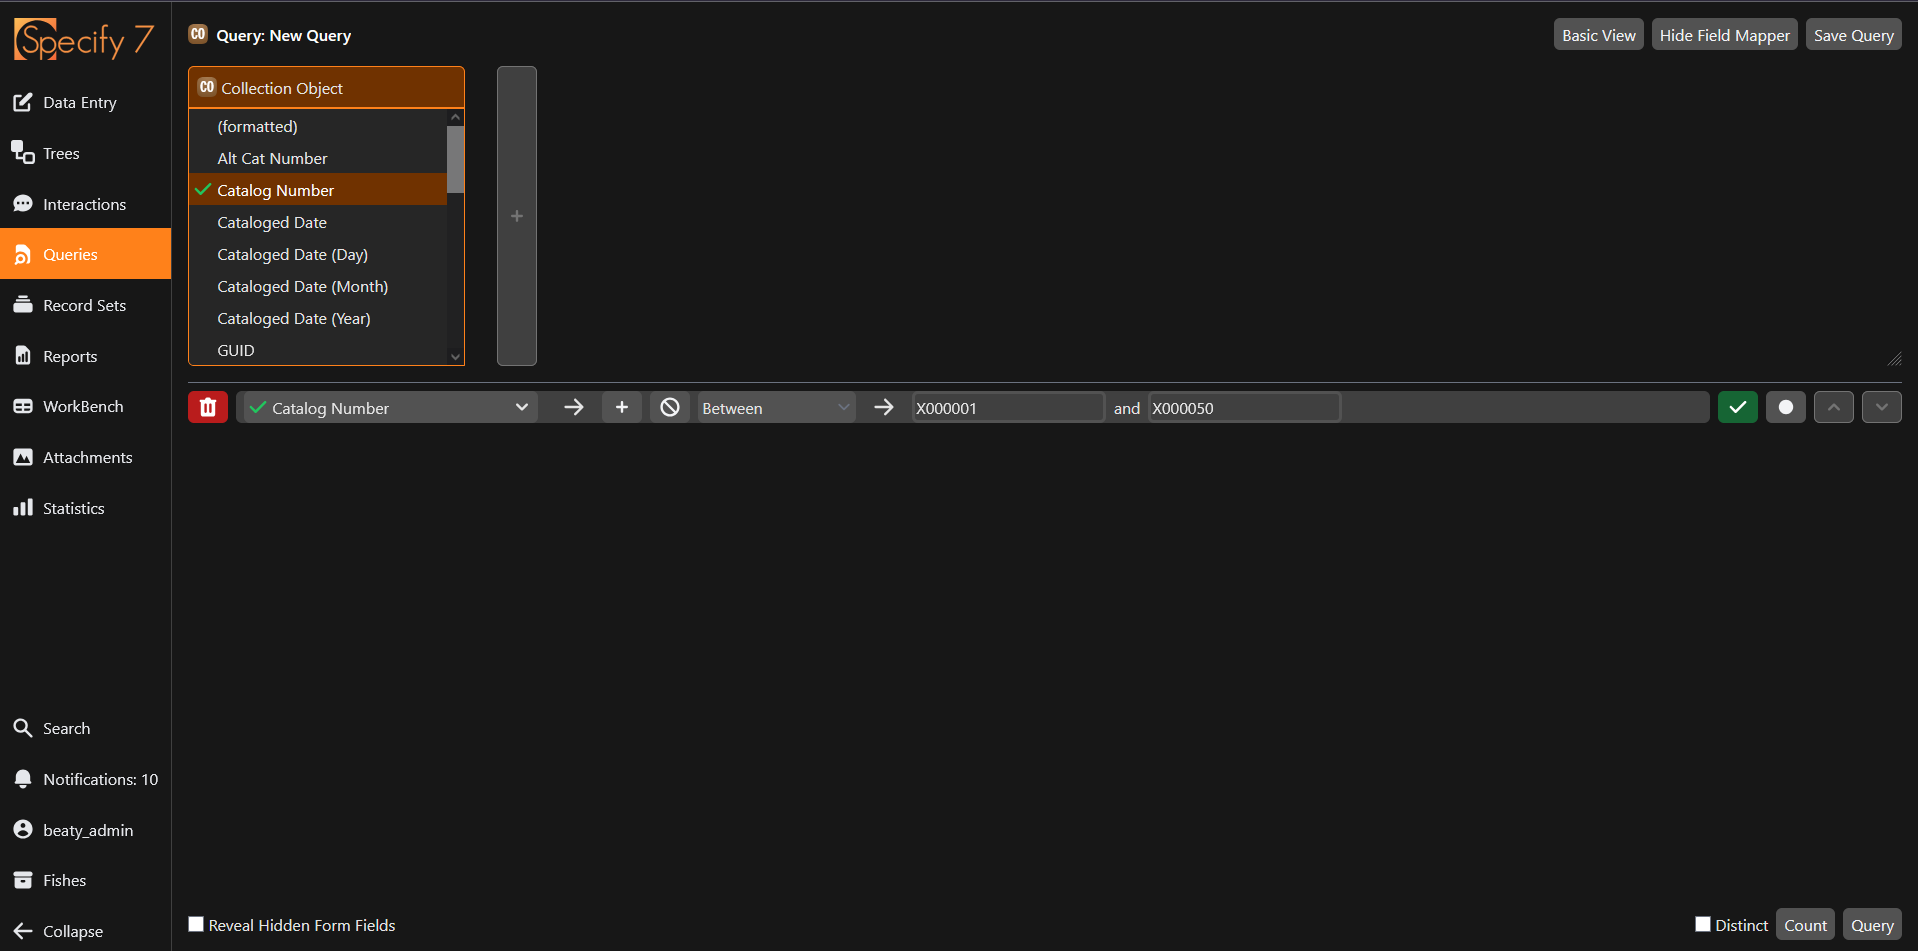 Specify 7
Data Entry
Trees
Interactions
Queries
Record Sets
Reports
WorkBench
Attachments
Statistics
Search
Notifications: 10
beaty_admin
Fishes
Collapse
CO Query: New Query
Basic View Hide Field Mapper Save Query
CO Collection Object
(formatted)
Alt Cat Number
Catalog Number
Cataloged Date
Cataloged Date (Day)
Cataloged Date (Month)
Cataloged Date (Year)
GUID
Catalog Number Between X000001 and X000050
Reveal Hidden Form Fields
Distinct Count Query